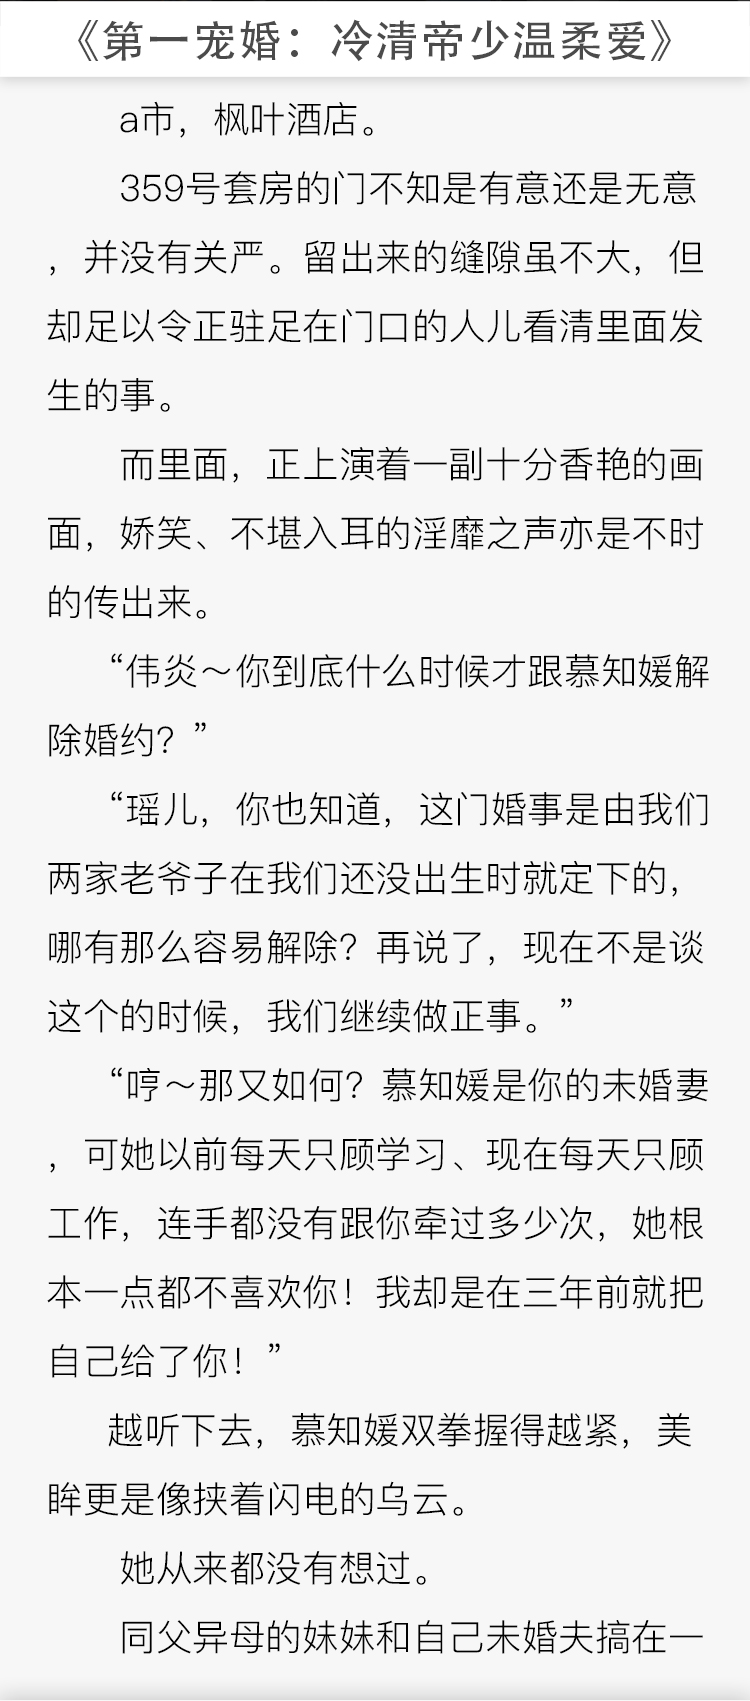 《第一宠婚：冷清帝少温柔爱》
a市，枫叶酒店。
359号套房的门不知是有意还是无意
，并没有关严。留出来的缝隙虽不大，但
却足以令正驻足在门口的人儿看清里面发
生的事。
而里面，正上演着一副十分香艳的画
面，娇笑、不堪入耳的淫靡之声亦是不时
的传出来。
“伟炎～你到底什么时候才跟慕知媛解
除婚约？”
“瑶儿，你也知道，这门婚事是由我们
两家老爷子在我们还没出生时就定下的，
哪有那么容易解除？再说了，现在不是谈
这个的时候，我们继续做正事。”
“哼～那又如何？慕知媛是你的未婚妻
，可她以前每天只顾学习、现在每天只顾
工作，连手都没有跟你牵过多少次，她根
本一点都不喜欢你！我却是在三年前就把
自己给了你！”
越听下去，慕知媛双拳握得越紧，美
眸更是像挟着闪电的乌云。
她从来都没有想过。
同父异母的妹妹和自己未婚夫搞在一